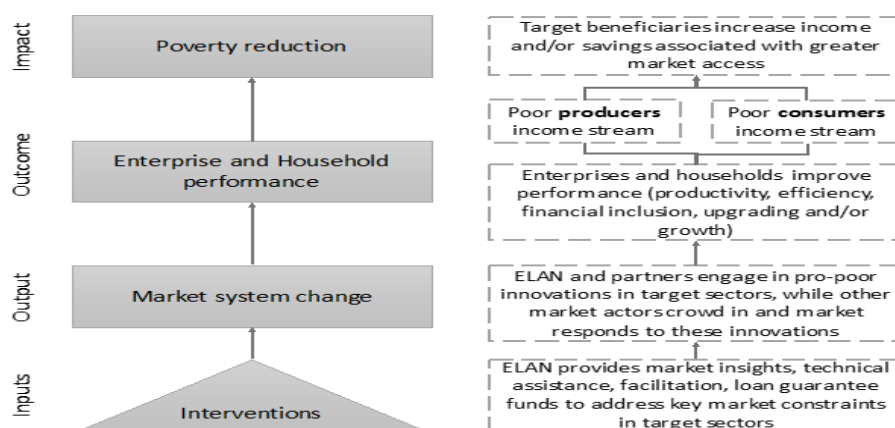 Impact
Poverty reduction
Target beneficiaries increase income
and/or savings associated with greater
market access
Poor producers
income stream
Poor consumers
income stream
Outcome
Enterprise and Household
performance
Enterprises and households improve
performance (productivity, efficiency,
financial inclusion, upgrading and/or
growth)
Output
Market system change
ELAN and partners engage in pro-poor
innovations in target sectors, while other
market actors crowd in and market
responds to these innovations
Inputs
Interventions
ELAN provides market insights, technical
assistance, facilitation, loan guarantee
funds to address key market constraints
in target sectors